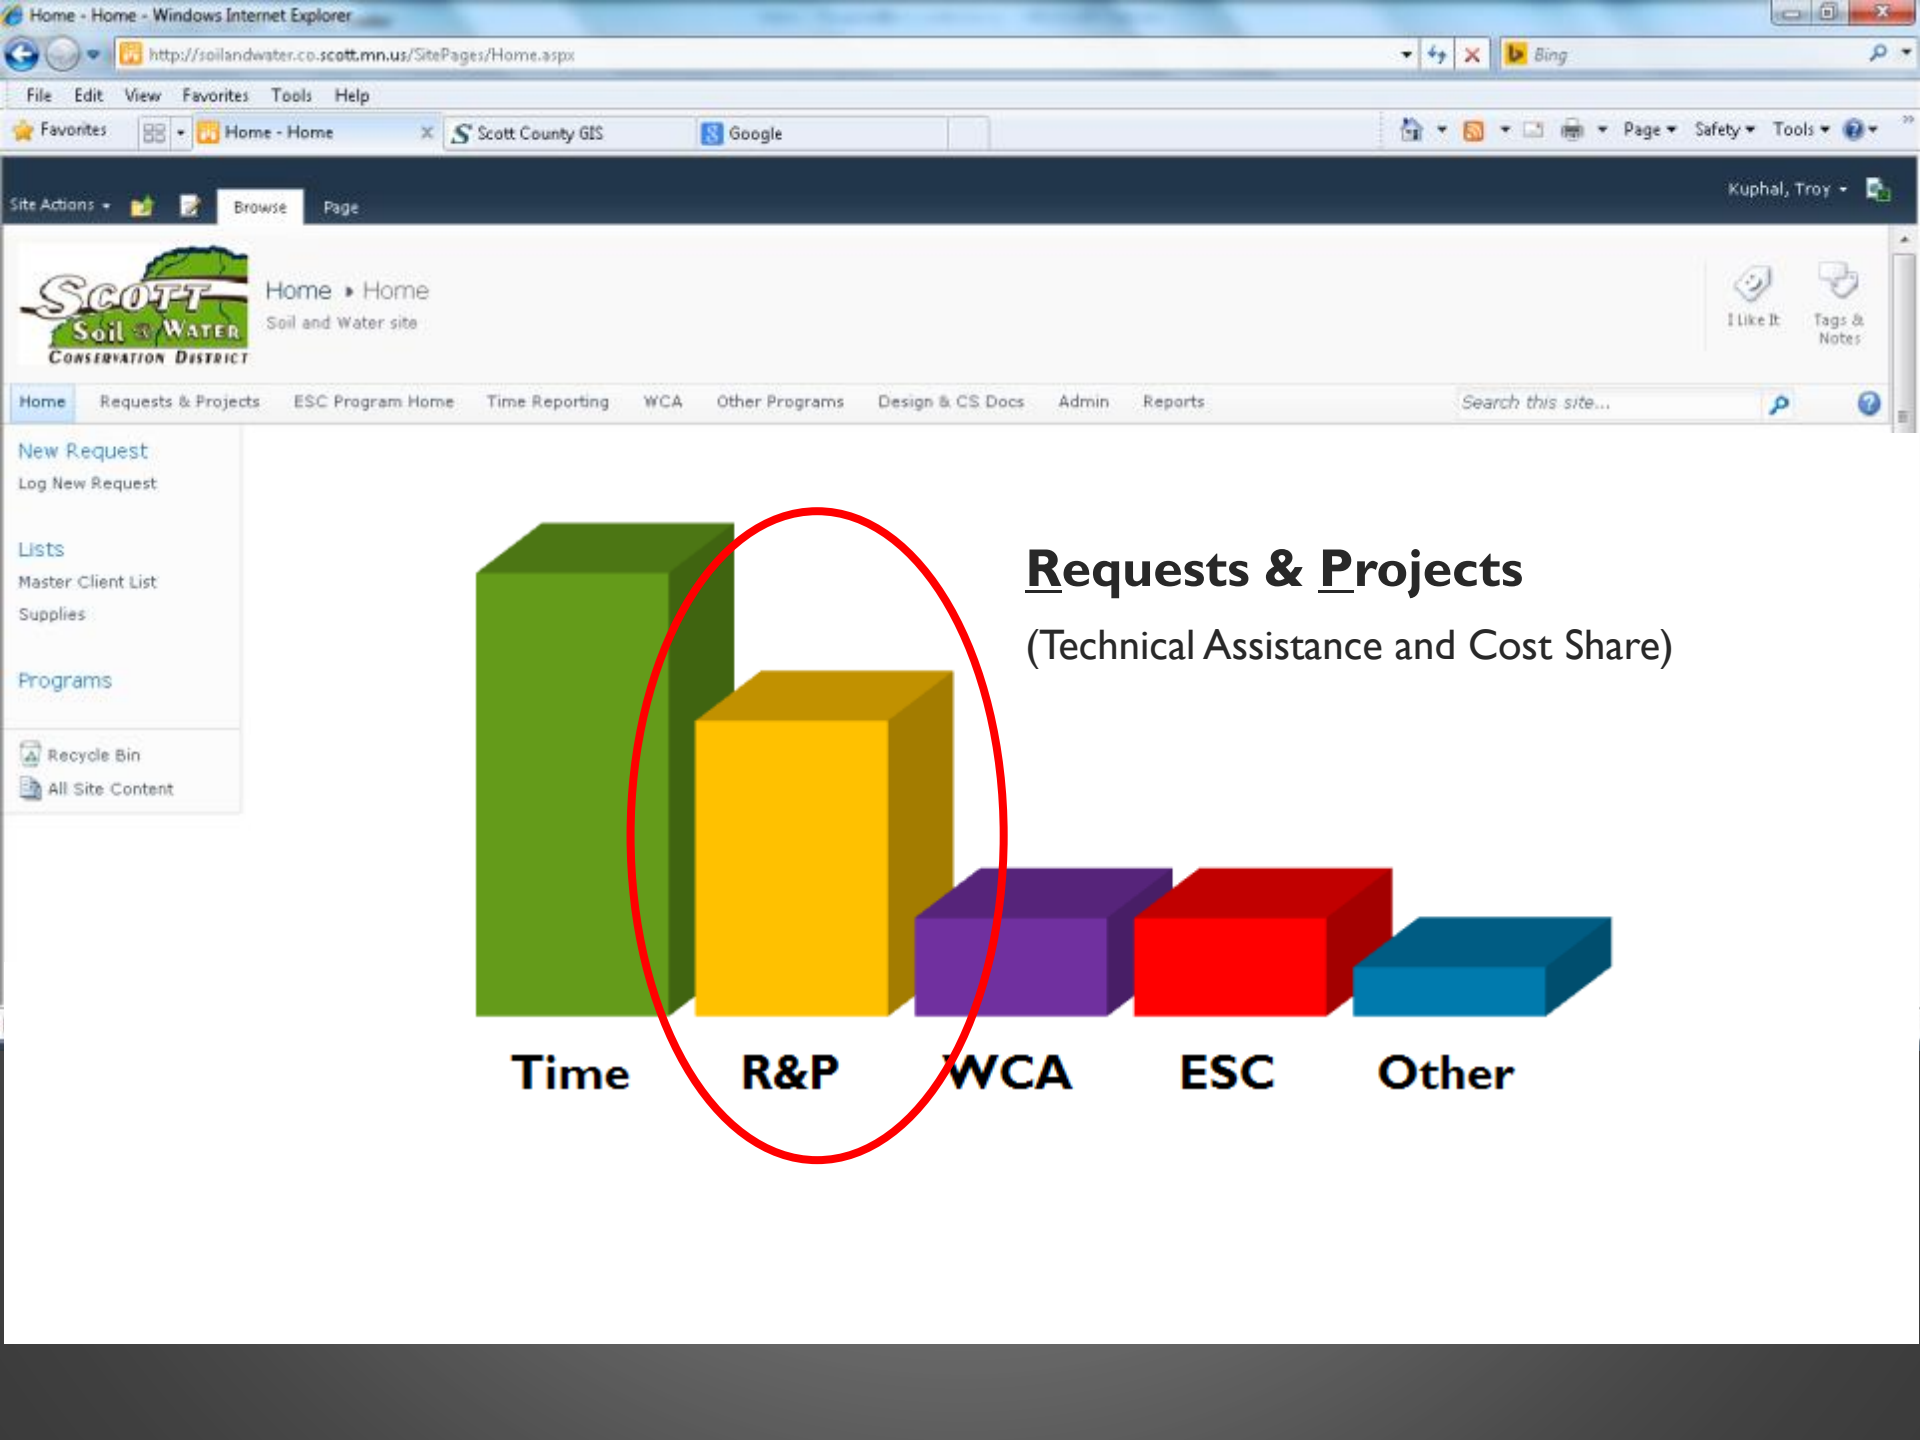 Home - Home - Windows Internet Explorer
http://soilandwater.co.scott.mn.us/SitePages/Home.aspx
Bing
File Edit View Favorites Tools Help
Favorites
Home - Home
Scott County GIS
Google
Page Safety Tools
Site Actions
Browse
Page
Kuphal, Troy
SCOTT
Soil & WATER
CONSERVATION DISTRICT
Home ▸ Home
Soil and Water site
I Like It
Tags &
Notes
Home Requests & Projects ESC Program Home Time Reporting WCA Other Programs Design & CS Docs Admin Reports
Search this site...
New Request
Log New Request
Lists
Master Client List
Supplies
Programs
Recycle Bin
All Site Content
Requests & Projects
(Technical Assistance and Cost Share)
Time R&P WCA ESC Other